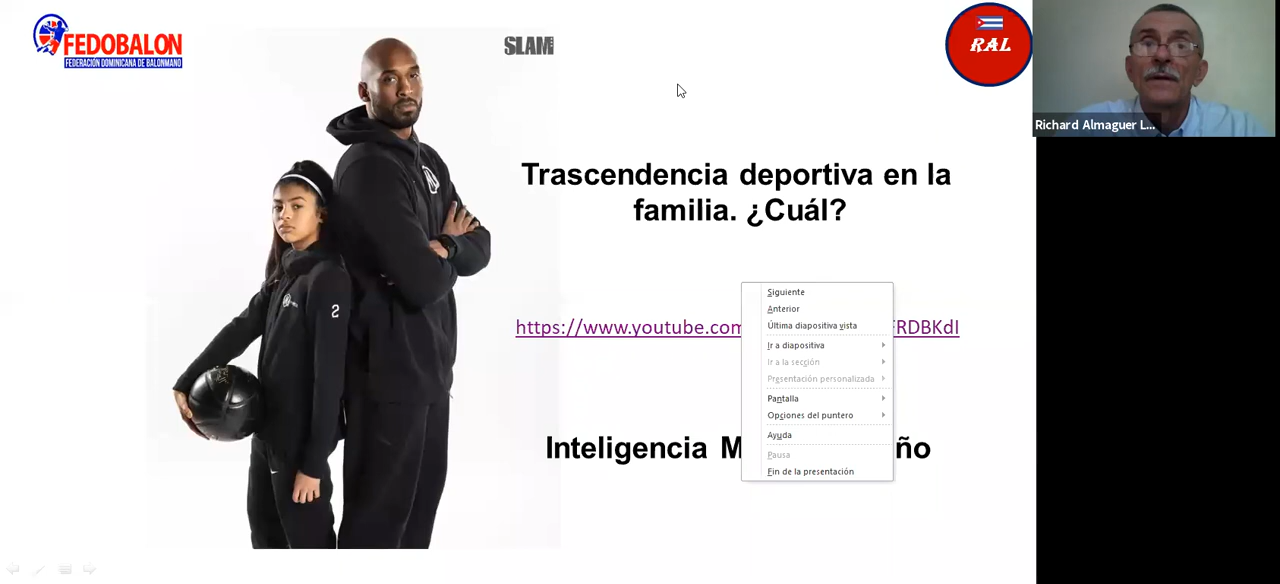 FEDOBALON
FEDERACIÓN DOMINICANA DE BALONMANO
SLAM
RAL
Richard Almaguer L...
Trascendencia deportiva en la
familia. ¿Cuál?
https://www.youtube.com
RDBKdI
Siguiente
Anterior
Última diapositiva vista
Ir a diapositiva
Ir a la sección
Presentación personalizada
Pantalla
Opciones del puntero
Ayuda
Pausa
Fin de la presentación
Inteligencia M
ño
2